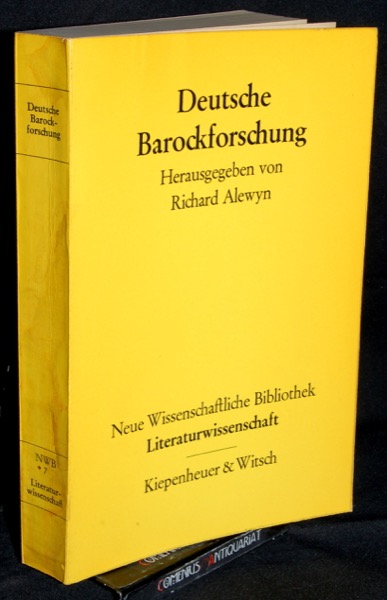 Deutsche
Barock-
forschung
NWB
* 7
Literatur-
wissenschaft
Deutsche
Barockforschung
Herausgegeben von
Richard Alewyn
Neue Wissenschaftliche Bibliothek
Literaturwissenschaft
Kiepenheuer & Witsch
COMENIUS ANTIQUARIAT